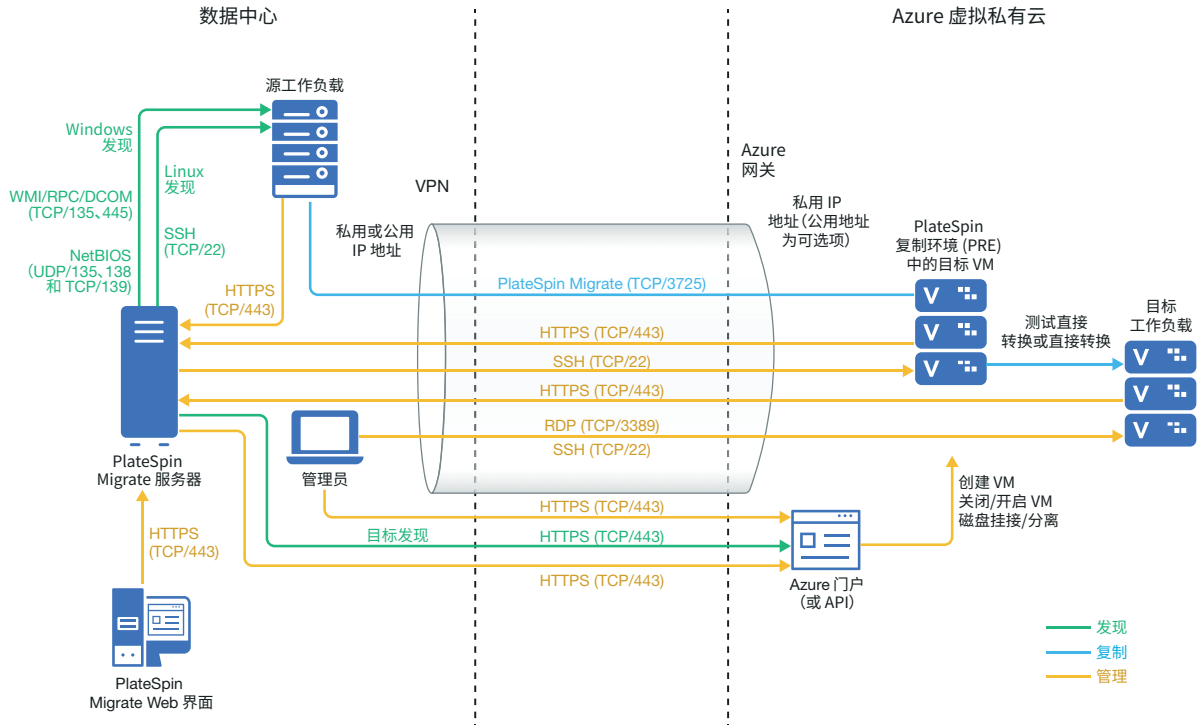 数据中心
Azure 虚拟私有云
源工作负载
Windows
发现
Linux
发现
WMI/RPC/DCOM
(TCP/135、445)
SSH
(TCP/22)
NetBIOS
（UDP/135、138
和 TCP/139)
HTTPS
(TCP/443)
VPN
私用或公用
IP 地址
Azure
网关
私用 IP
地址（公用地址
为可选项）
PlateSpin
复制环境 (PRE)
中的目标 VM
PlateSpin Migrate (TCP/3725)
HTTPS (TCP/443)
SSH (TCP/22)
HTTPS (TCP/443)
RDP (TCP/3389)
SSH (TCP/22)
V
V
V
测试直接
转换或直接转换
目标
工作负载
V
V
V
PlateSpin
Migrate 服务器
管理员
HTTPS
(TCP/443)
HTTPS (TCP/443)
目标发现
HTTPS (TCP/443)
HTTPS (TCP/443)
创建 VM
关闭/开启 VM
磁盘挂接/分离
Azure 门户
（或 API）
PlateSpin
Migrate Web 界面
发现
复制
管理